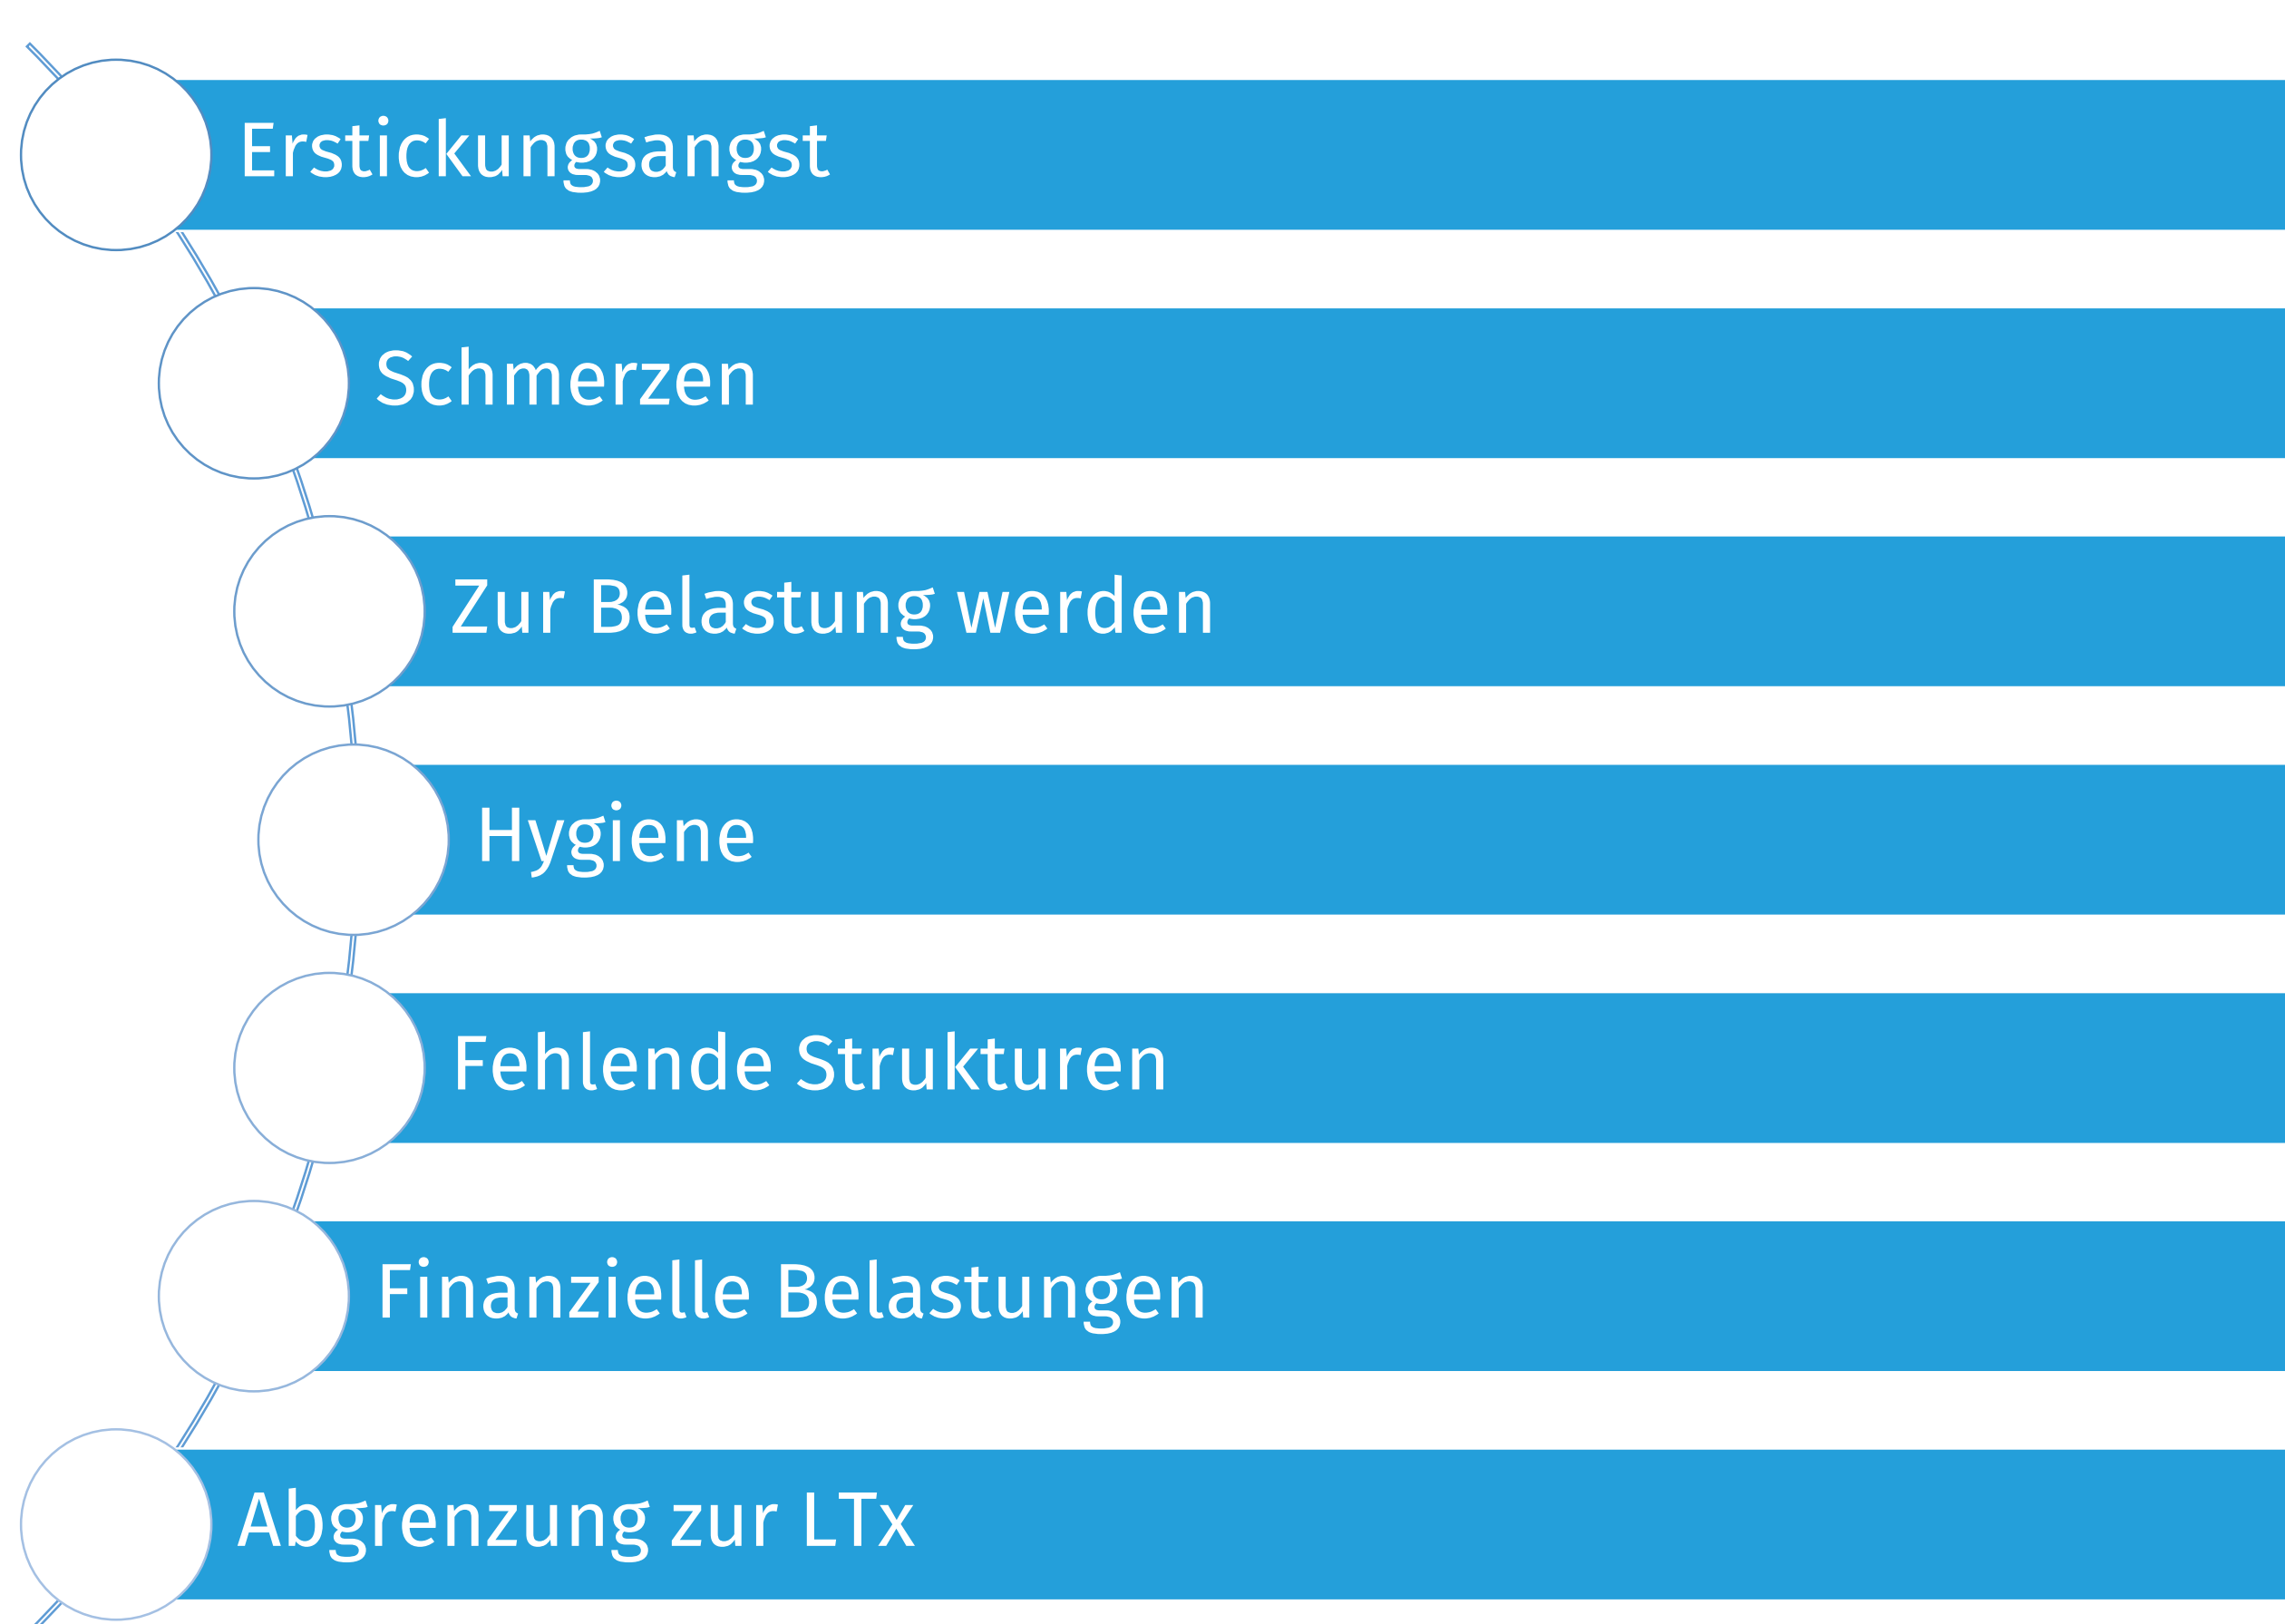 Erstickungsangst
Schmerzen
Zur Belastung werden
Hygiene
Fehlende Strukturen
Finanzielle Belastungen
Abgrenzung zur LTx